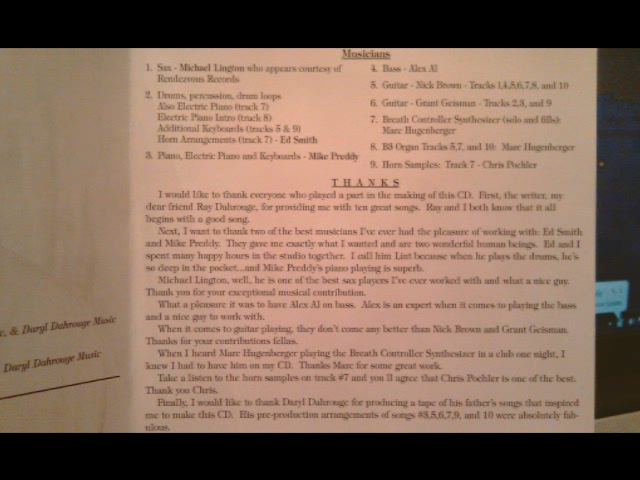 Musicians
1. Sax - Michael Lington who appears courtesy of
Rendezvous Records
2. Drums, percussion, drum loops
Also Electric Piano (track 7)
Electric Piano Intro (track 8)
Additional Keyboards (tracks 5 & 9)
Horn Arrangements (track 7) - Ed Smith
3. Piano, Electric Piano and Keyboards - Mike Preddy
4. Bass - Alex Al
5. Guitar - Nick Brown - Tracks 1,4,5,6,7,8, and 10
6. Guitar - Grant Geisman - Tracks 2,3, and 9
7. Breath Controller Synthesizer (solo and fills):
Marc Hugenberger
8. B3 Organ Tracks 5,7, and 10: Marc Hugenberger
9. Horn Samples: Track 7 - Chris Poehler
THANKS
I would like to thank everyone who played a part in the making of this CD. First, the writer, my
dear friend Ray Dahrouge, for providing me with ten great songs. Ray and I both know that it all
begins with a good song.
Next, I want to thank two of the best musicians I've ever had the pleasure of working with: Ed Smith
and Mike Preddy. They gave me exactly what I wanted and are two wonderful human beings. Ed and I
spent many happy hours in the studio together. I call him Lint because when he plays the drums, he's
so deep in the pocket...and Mike Preddy's piano playing is superb.
Michael Lington, well, he is one of the best sax players I've ever worked with and what a nice guy.
Thank you for your exceptional musical contribution.
What a pleasure it was to have Alex Al on bass. Alex is an expert when it comes to playing the bass
and a nice guy to work with.
When it comes to guitar playing, they don't come any better than Nick Brown and Grant Geisman.
Thanks for your contributions fellas.
When I heard Marc Hugenberger playing the Breath Controller Synthesizer in a club one night, I
knew I had to have him on my CD. Thanks Marc for some great work.
Take a listen to the horn samples on track #7 and you'll agree that Chris Poehler is one of the best.
Thank you Chris.
Finally, I would like to thank Daryl Dahrouge for producing a tape of his father's songs that inspired
me to make this CD. His pre-production arrangements of songs #3,5,6,7,9, and 10 were absolutely fab-
ulous.
& Daryl Dahrouge Music
Daryl Dahrouge Music